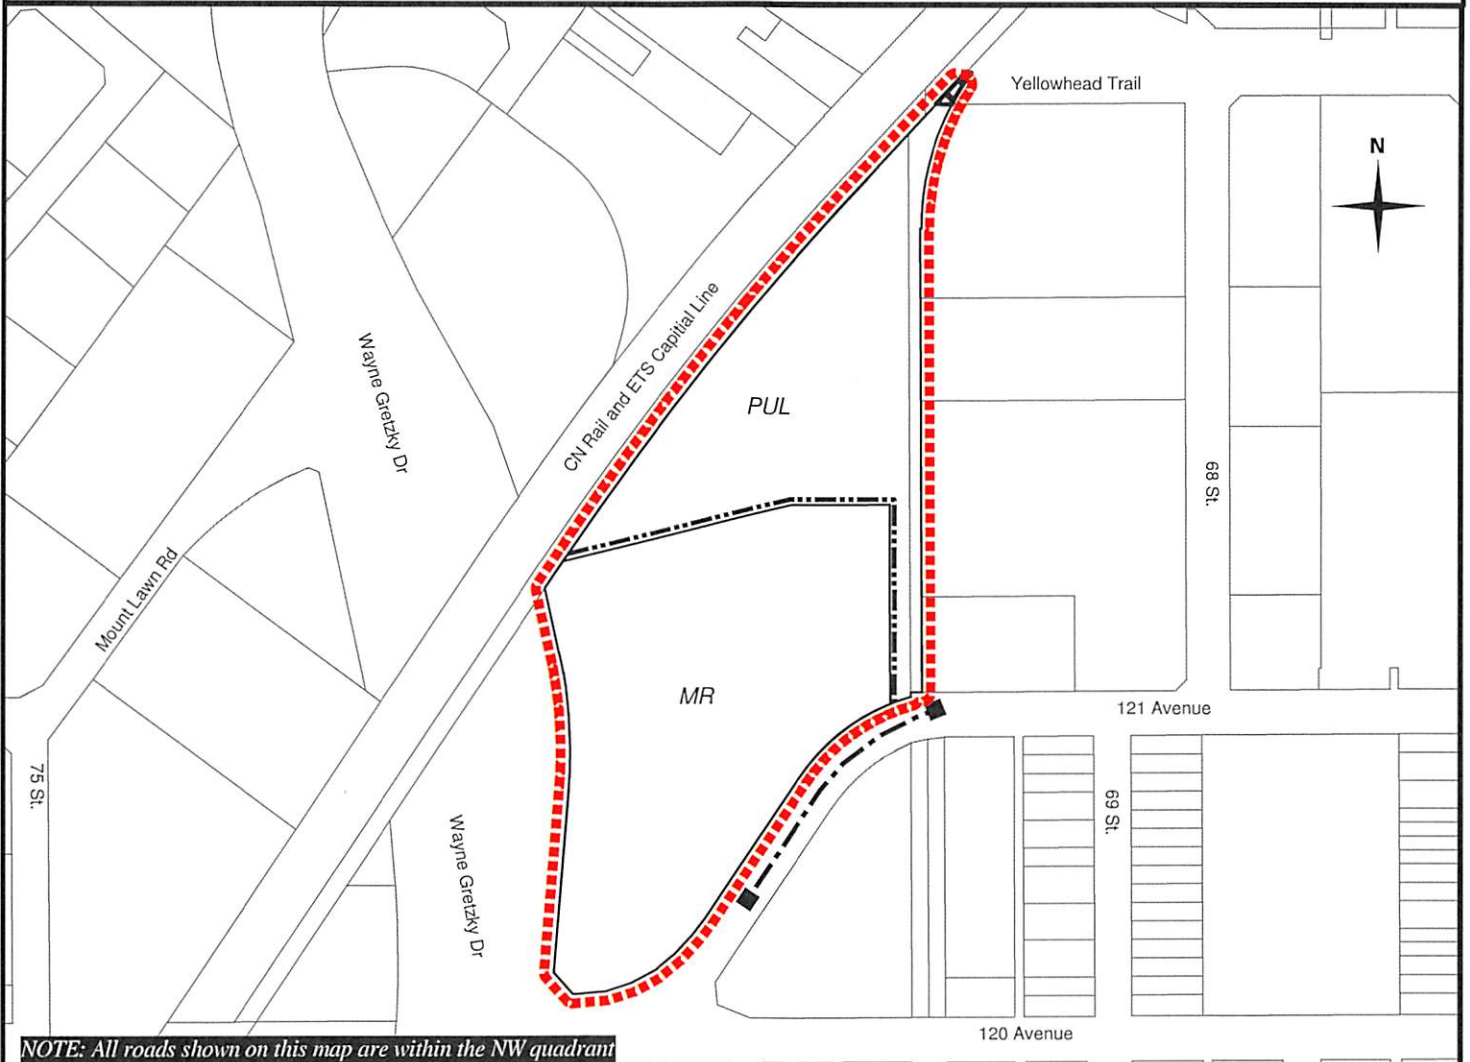 Yellowhead Trail
N
Wayne Gretzky Dr
CN Rail and ETS Capitial Line
PUL
68 St.
Mount Lawn Rd
MR
121 Avenue
75 St.
69 St.
Wayne Gretzky Dr
120 Avenue
NOTE: All roads shown on this map are within the NW quadrant